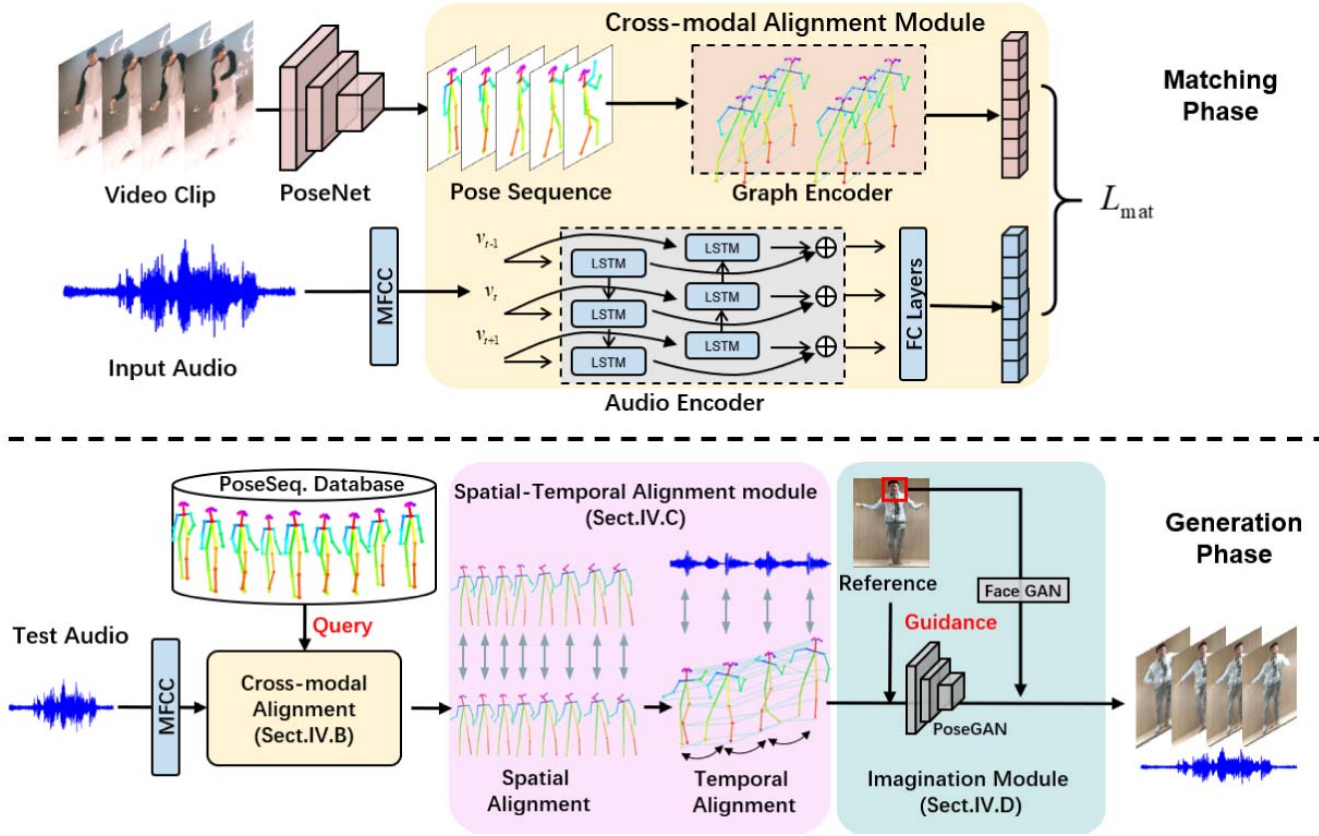 Cross-modal Alignment Module
Matching
Phase
Video Clip
PoseNet
Pose Sequence
Graph Encoder
L_mat
Input Audio
MFCC
v_{t-1}
v_t
v_{t+1}
LSTM
LSTM
LSTM
LSTM
LSTM
LSTM
FC Layers
Audio Encoder
PoseSeq. Database
Query
Test Audio
MFCC
Cross-modal
Alignment
(Sect.IV.B)
Spatial-Temporal Alignment module
(Sect.IV.C)
Spatial
Alignment
Temporal
Alignment
Reference
Guidance
Face GAN
PoseGAN
Imagination Module
(Sect.IV.D)
Generation
Phase